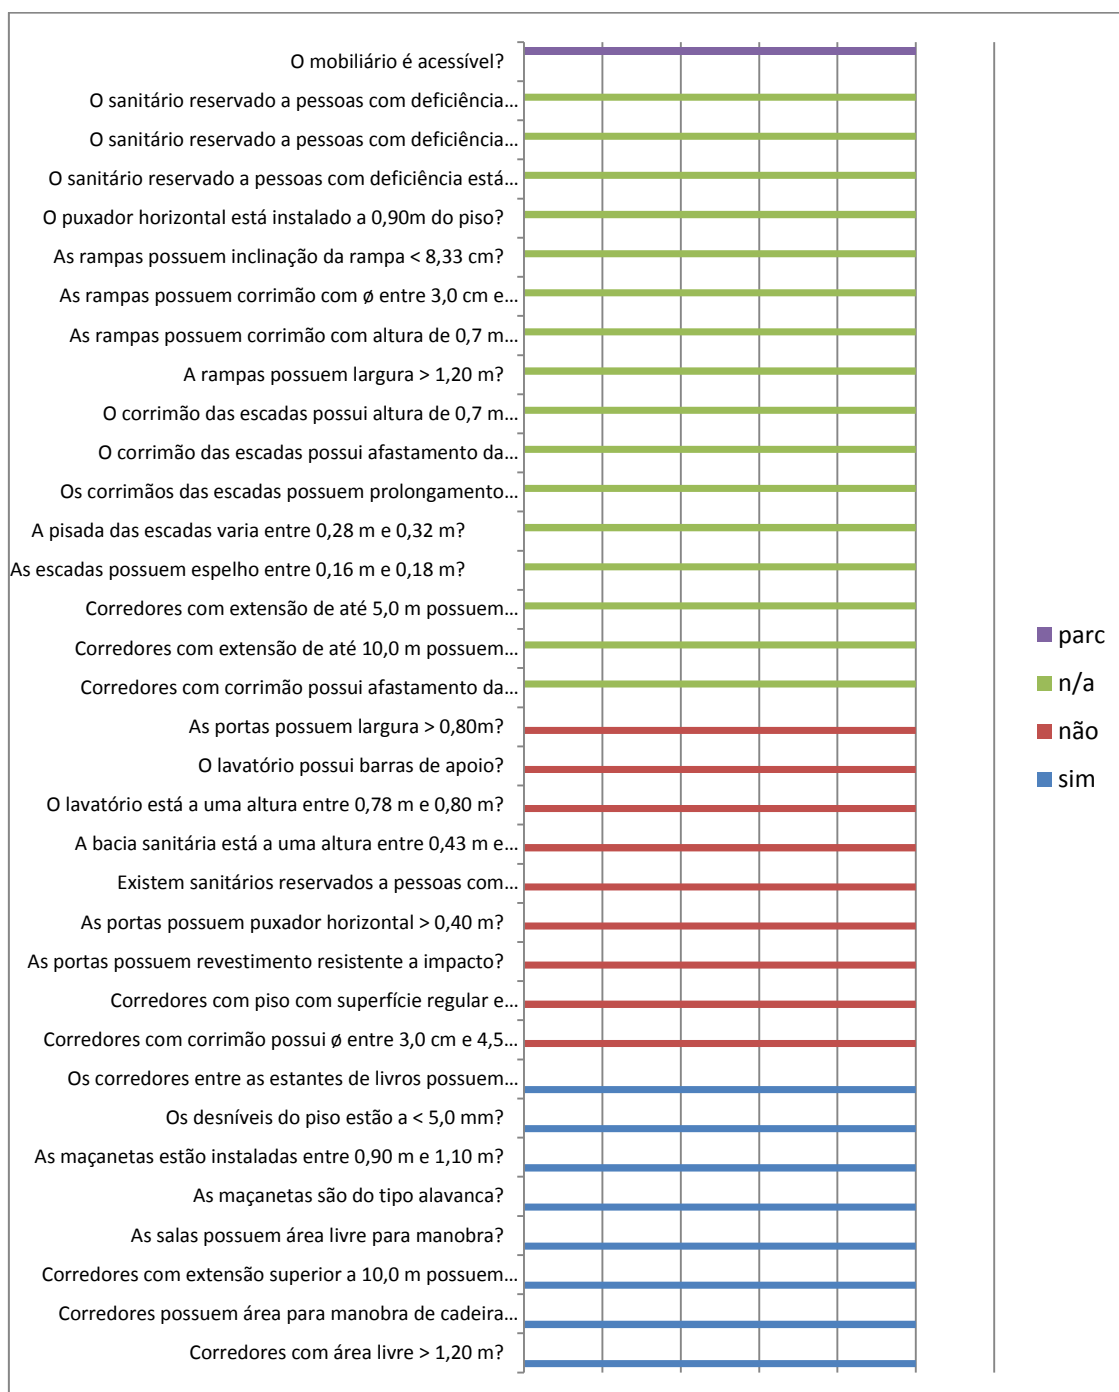 O mobiliário é acessível?
O sanitário reservado a pessoas com deficiência...
O sanitário reservado a pessoas com deficiência...
O sanitário reservado a pessoas com deficiência está...
O puxador horizontal está instalado a 0,90m do piso?
As rampas possuem inclinação da rampa < 8,33 cm?
As rampas possuem corrimão com ø entre 3,0 cm e...
As rampas possuem corrimão com altura de 0,7 m...
A rampas possuem largura > 1,20 m?
O corrimão das escadas possui altura de 0,7 m...
O corrimão das escadas possui afastamento da...
Os corrimãos das escadas possuem prolongamento...
A pisada das escadas varia entre 0,28 m e 0,32 m?
As escadas possuem espelho entre 0,16 m e 0,18 m?
Corredores com extensão de até 5,0 m possuem...
Corredores com extensão de até 10,0 m possuem...
Corredores com corrimão possui afastamento da...
As portas possuem largura > 0,80m?
O lavatório possui barras de apoio?
O lavatório está a uma altura entre 0,78 m e 0,80 m?
A bacia sanitária está a uma altura entre 0,43 m e...
Existem sanitários reservados a pessoas com...
As portas possuem puxador horizontal > 0,40 m?
As portas possuem revestimento resistente a impacto?
Corredores com piso com superfície regular e...
Corredores com corrimão possui ø entre 3,0 cm e 4,5...
Os corredores entre as estantes de livros possuem...
Os desníveis do piso estão a < 5,0 mm?
As maçanetas estão instaladas entre 0,90 m e 1,10 m?
As maçanetas são do tipo alavanca?
As salas possuem área livre para manobra?
Corredores com extensão superior a 10,0 m possuem...
Corredores possuem área para manobra de cadeira...
Corredores com área livre > 1,20 m?
parc
n/a
não
sim